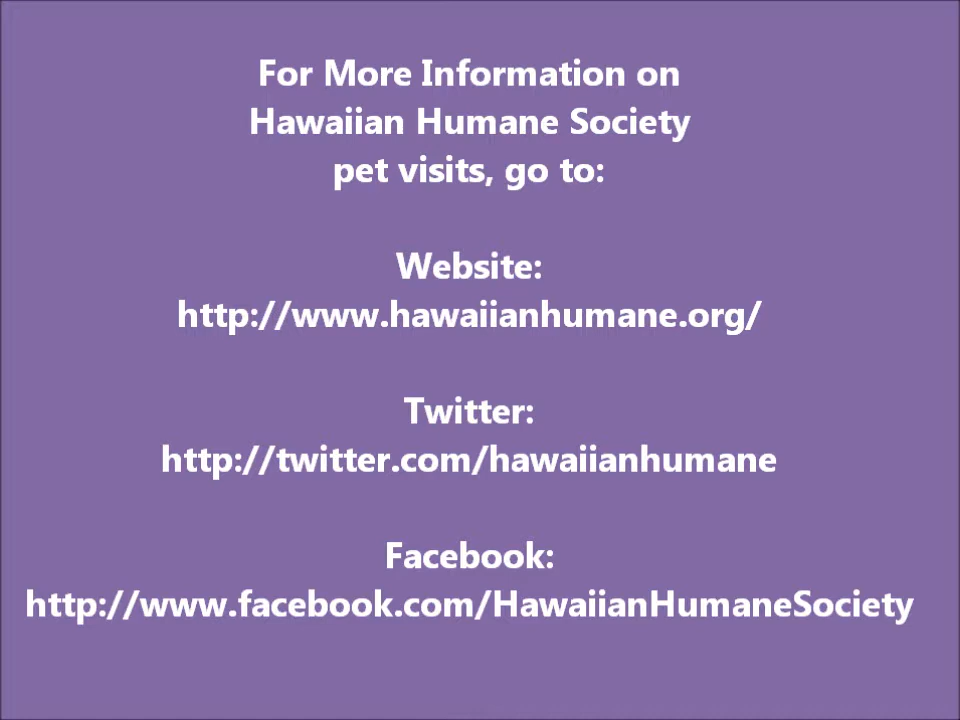 For More Information on
Hawaiian Humane Society
pet visits, go to:
Website:
http://www.hawaiianhumane.org/
Twitter:
http://twitter.com/hawaiianhumane
Facebook:
http://www.facebook.com/HawaiianHumaneSociety